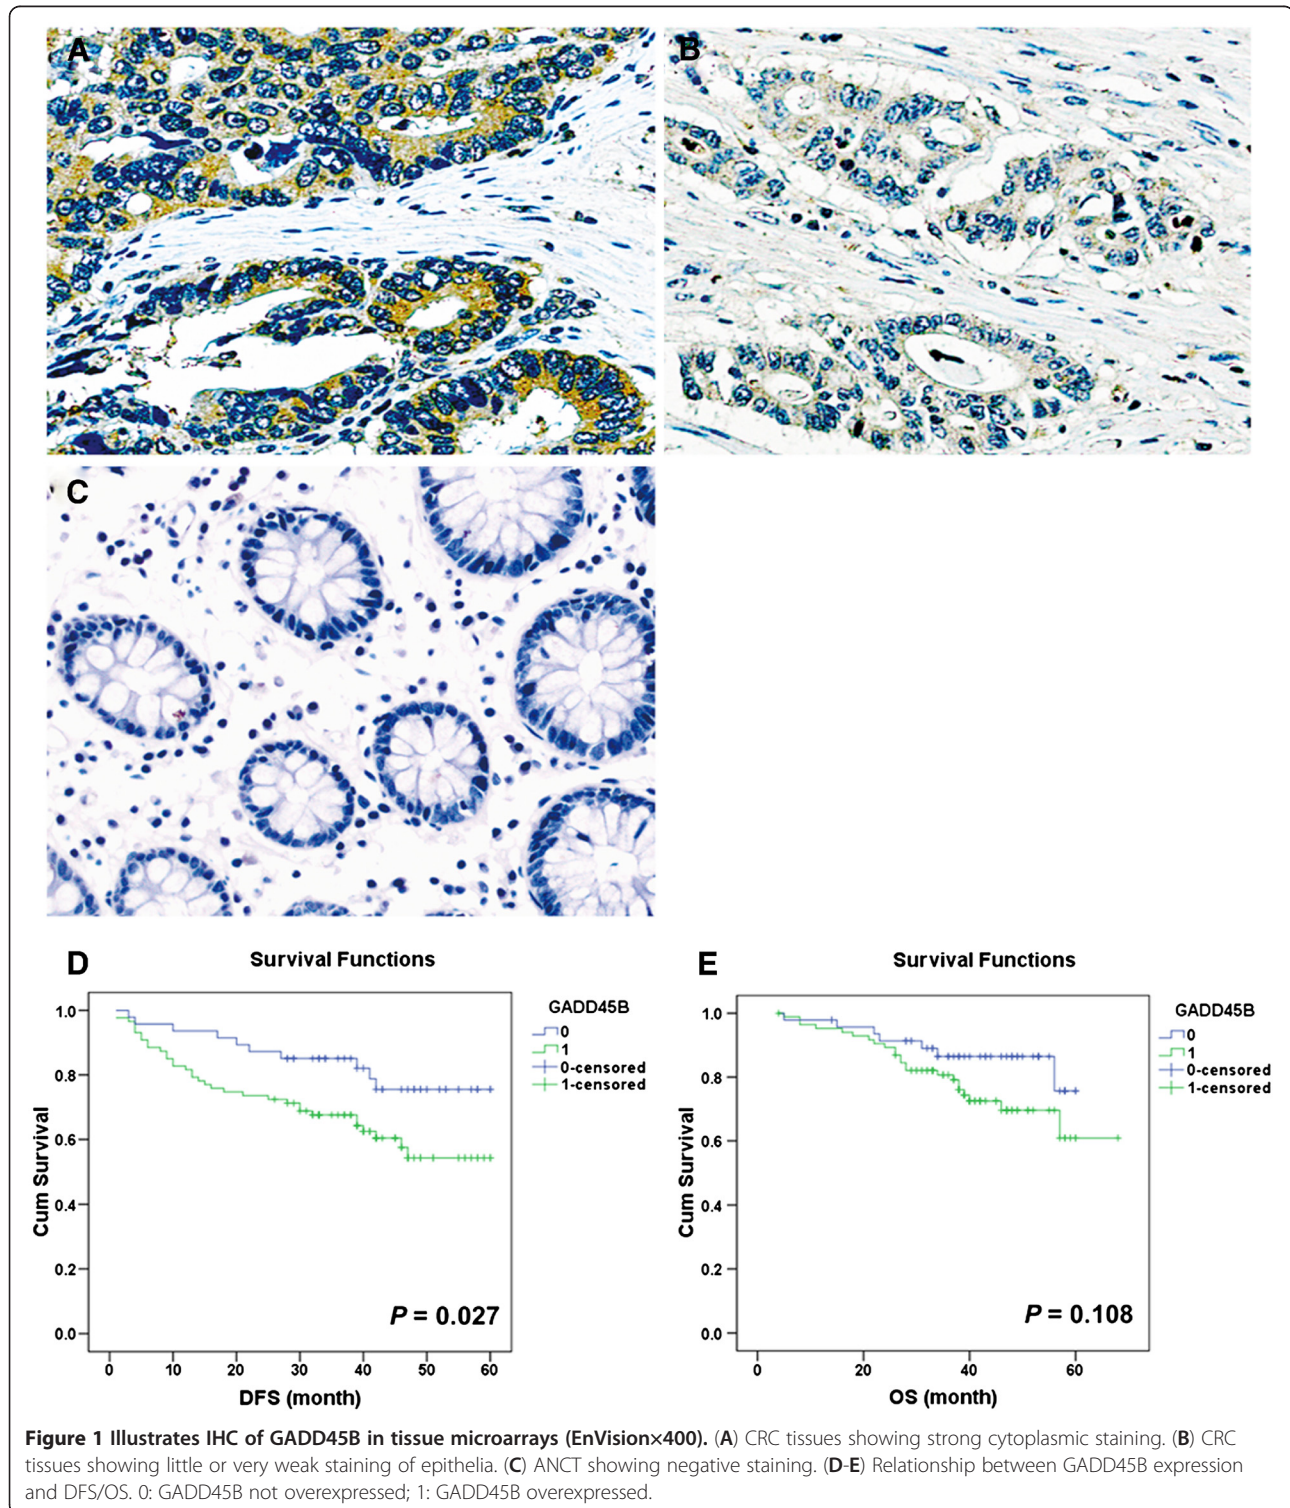 A
B
C
D
Survival Functions
1.0
0.8
0.6
0.4
0.2
0.0
Cum Survival
0 10 20 30 40 50 60
DFS (month)
P = 0.027
GADD45B
0
1
0-censored
1-censored
E
Survival Functions
1.0
0.8
0.6
0.4
0.2
0.0
Cum Survival
0 20 40 60
OS (month)
P = 0.108
GADD45B
0
1
0-censored
1-censored
Figure 1 Illustrates IHC of GADD45B in tissue microarrays (EnVision×400). (A) CRC tissues showing strong cytoplasmic staining. (B) CRC
tissues showing little or very weak staining of epithelia. (C) ANCT showing negative staining. (D-E) Relationship between GADD45B expression
and DFS/OS. 0: GADD45B not overexpressed; 1: GADD45B overexpressed.